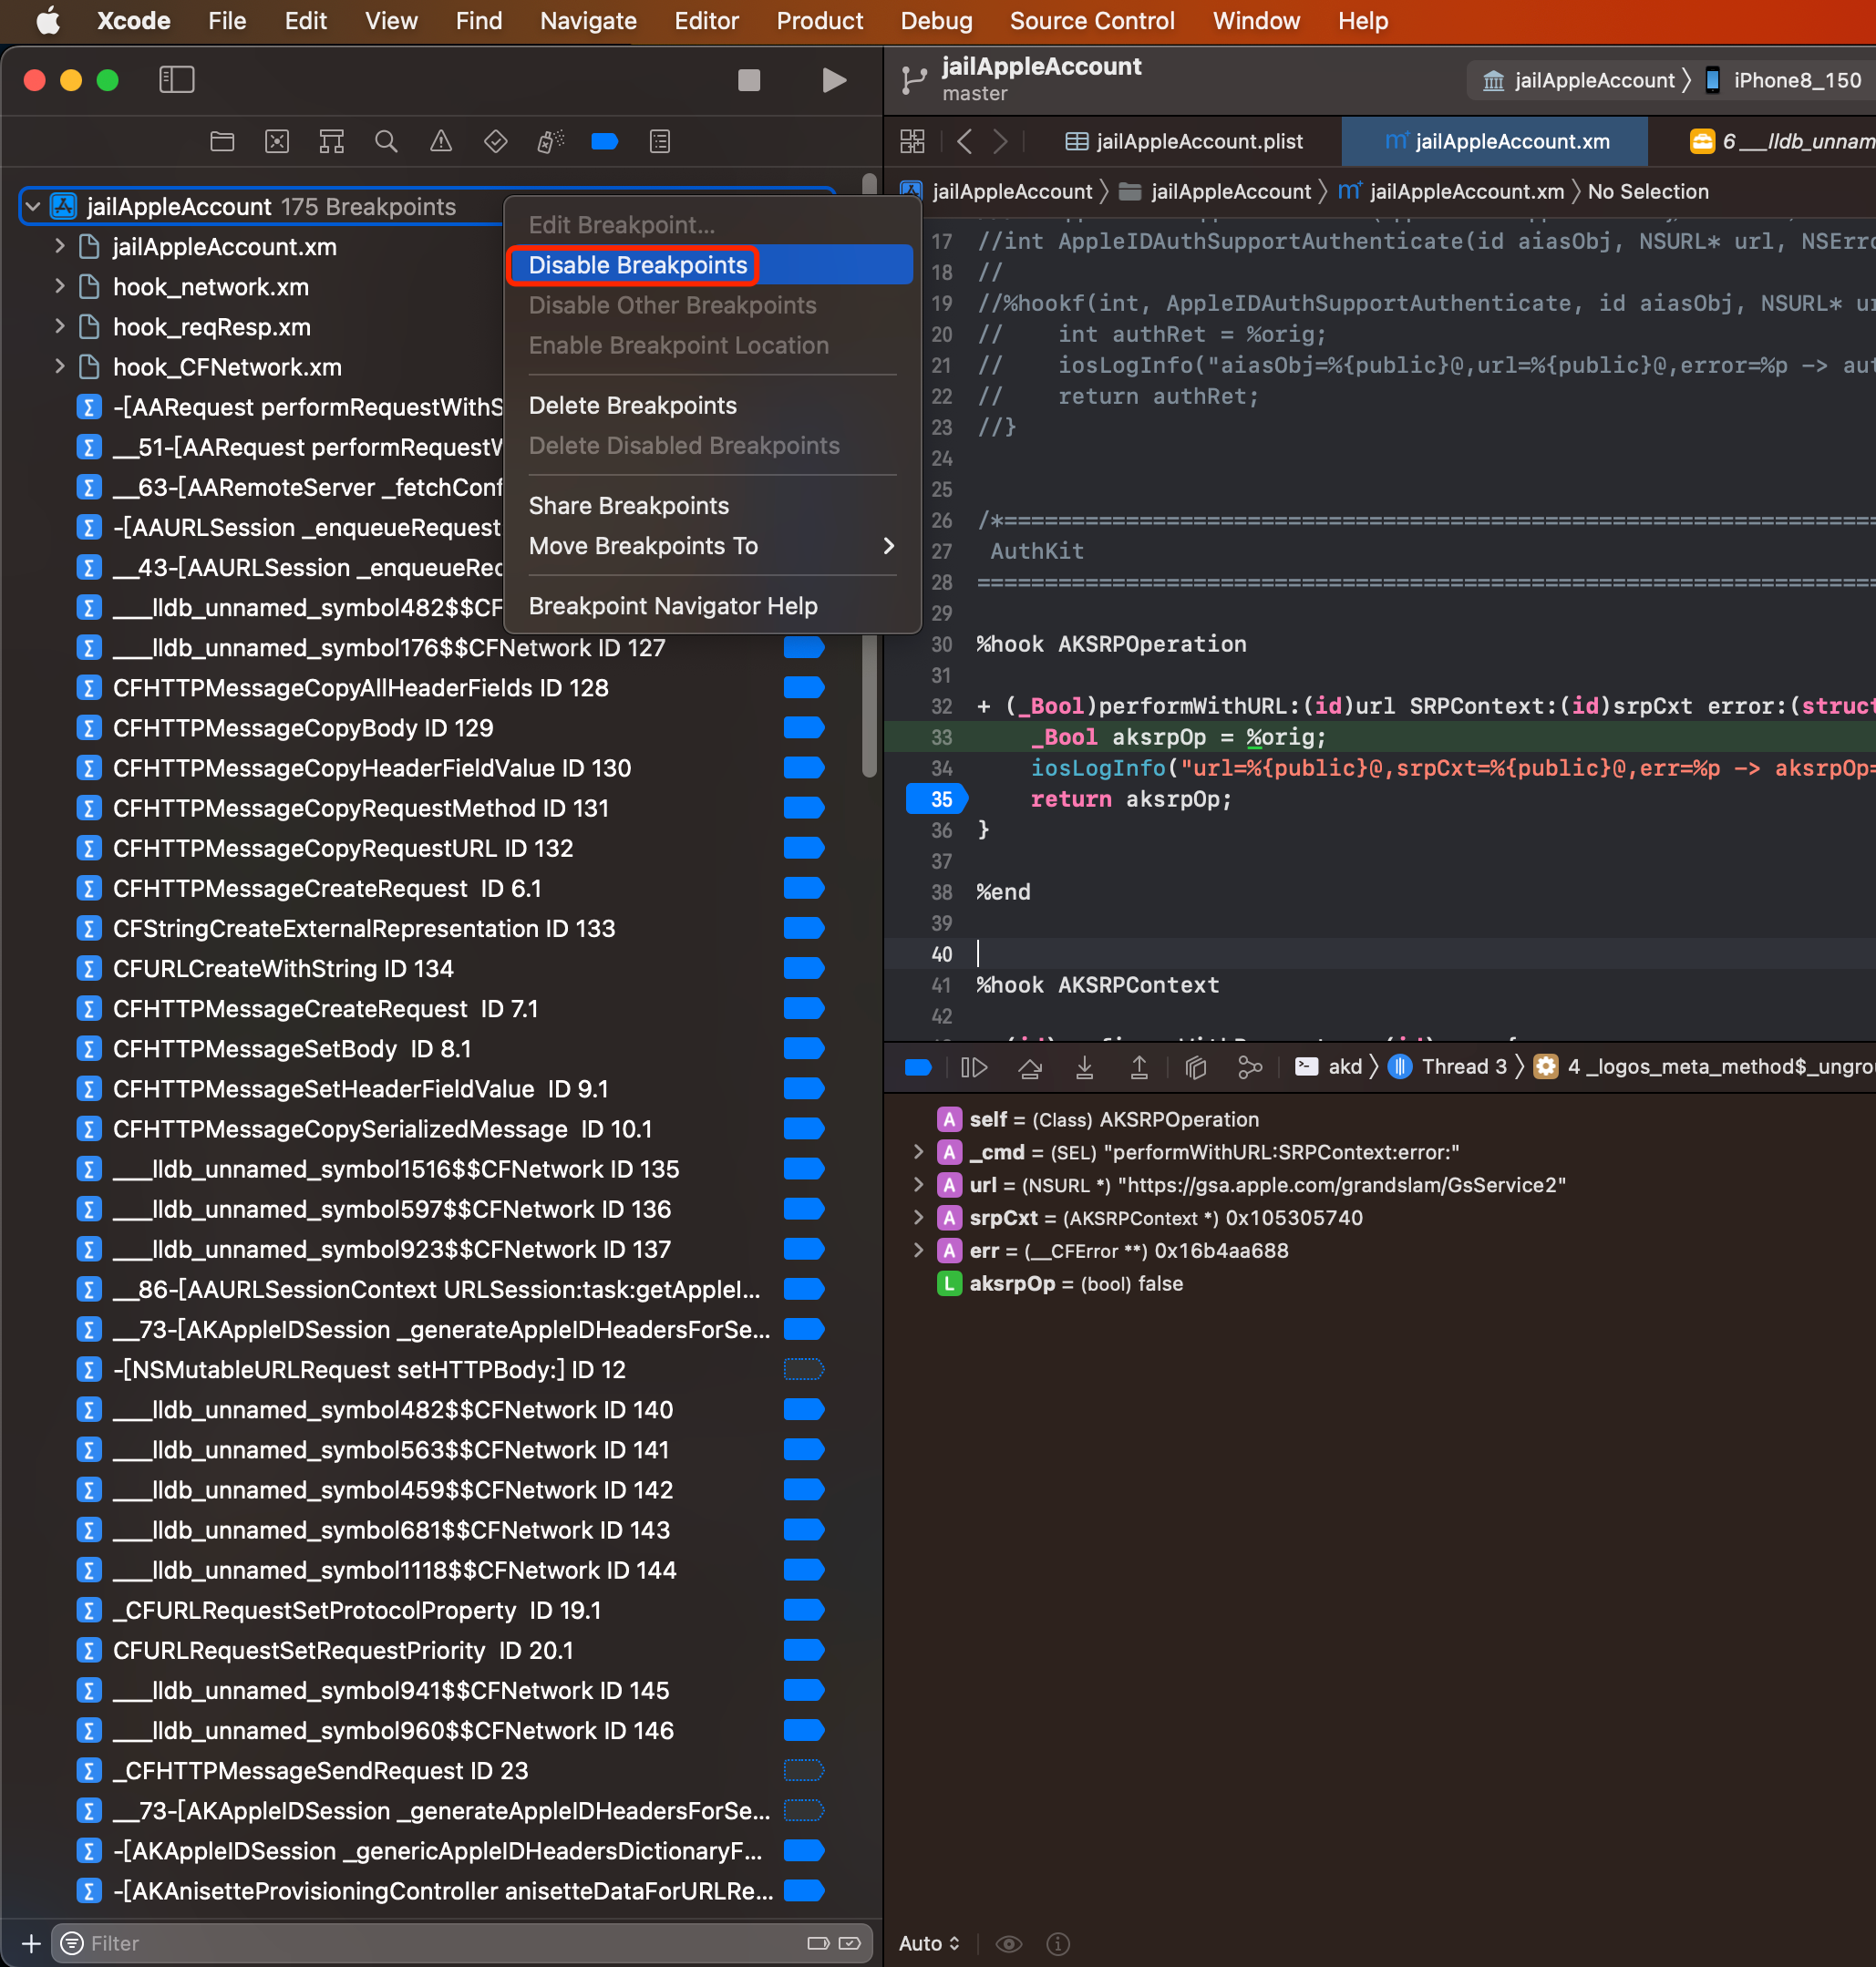 Xcode File Edit View Find Navigate Editor Product Debug Source Control Window Help
jailAppleAccount
master
jailAppleAccount iPhone8_150
jailAppleAccount.plist jailAppleAccount.xm 6 ___lldb_unnam
jailAppleAccount jailAppleAccount jailAppleAccount.xm No Selection
jailAppleAccount 175 Breakpoints
jailAppleAccount.xm
hook_network.xm
hook_reqResp.xm
hook_CFNetwork.xm
-[AARequest performRequestWithS
__51-[AARequest performRequestW
__63-[AARemoteServer _fetchConf
-[AAURLSession _enqueueRequest
__43-[AAURLSession _enqueueRec
___lldb_unnamed_symbol482$$CF
___lldb_unnamed_symbol176$$CFNetwork ID 127
CFHTTPMessageCopyAllHeaderFields ID 128
CFHTTPMessageCopyBody ID 129
CFHTTPMessageCopyHeaderFieldValue ID 130
CFHTTPMessageCopyRequestMethod ID 131
CFHTTPMessageCopyRequestURL ID 132
CFHTTPMessageCreateRequest  ID 6.1
CFStringCreateExternalRepresentation ID 133
CFURLCreateWithString ID 134
CFHTTPMessageCreateRequest  ID 7.1
CFHTTPMessageSetBody  ID 8.1
CFHTTPMessageSetHeaderFieldValue  ID 9.1
CFHTTPMessageCopySerializedMessage  ID 10.1
___lldb_unnamed_symbol1516$$CFNetwork ID 135
___lldb_unnamed_symbol597$$CFNetwork ID 136
___lldb_unnamed_symbol923$$CFNetwork ID 137
__86-[AAURLSessionContext URLSession:task:getAppleI...
__73-[AKAppleIDSession _generateAppleIDHeadersForSe...
-[NSMutableURLRequest setHTTPBody:] ID 12
___lldb_unnamed_symbol482$$CFNetwork ID 140
___lldb_unnamed_symbol563$$CFNetwork ID 141
___lldb_unnamed_symbol459$$CFNetwork ID 142
___lldb_unnamed_symbol681$$CFNetwork ID 143
___lldb_unnamed_symbol1118$$CFNetwork ID 144
_CFURLRequestSetProtocolProperty  ID 19.1
CFURLRequestSetRequestPriority  ID 20.1
___lldb_unnamed_symbol941$$CFNetwork ID 145
___lldb_unnamed_symbol960$$CFNetwork ID 146
_CFHTTPMessageSendRequest ID 23
__73-[AKAppleIDSession _generateAppleIDHeadersForSe...
-[AKAppleIDSession _genericAppleIDHeadersDictionaryF...
-[AKAnisetteProvisioningController anisetteDataForURLRe...
Filter
Edit Breakpoint...
Disable Breakpoints
Disable Other Breakpoints
Enable Breakpoint Location
Delete Breakpoints
Delete Disabled Breakpoints
Share Breakpoints
Move Breakpoints To
Breakpoint Navigator Help
17 //int AppleIDAuthSupportAuthenticate(id aiasObj, NSURL* url, NSErro
18 //
19 //%hookf(int, AppleIDAuthSupportAuthenticate, id aiasObj, NSURL* ur
20 //    int authRet = %orig;
21 //    iosLogInfo("aiasObj=%{public}@,url=%{public}@,error=%p -> aut
22 //    return authRet;
23 //}
24
25
26 /*================================================================
27  AuthKit
28 ==================================================================
29
30 %hook AKSRPOperation
31
32 + (_Bool)performWithURL:(id)url SRPContext:(id)srpCxt error:(struct
33     _Bool aksrpOp = %orig;
34     iosLogInfo("url=%{public}@,srpCxt=%{public}@,err=%p -> aksrpOp=
35     return aksrpOp;
36 }
37
38 %end
39
40
41 %hook AKSRPContext
42
akd Thread 3 4 _logos_meta_method$_ungrou
A self = (Class) AKSRPOperation
A _cmd = (SEL) "performWithURL:SRPContext:error:"
A url = (NSURL *) "https://gsa.apple.com/grandslam/GsService2"
A srpCxt = (AKSRPContext *) 0x105305740
A err = (__CFError **) 0x16b4aa688
L aksrpOp = (bool) false
Auto